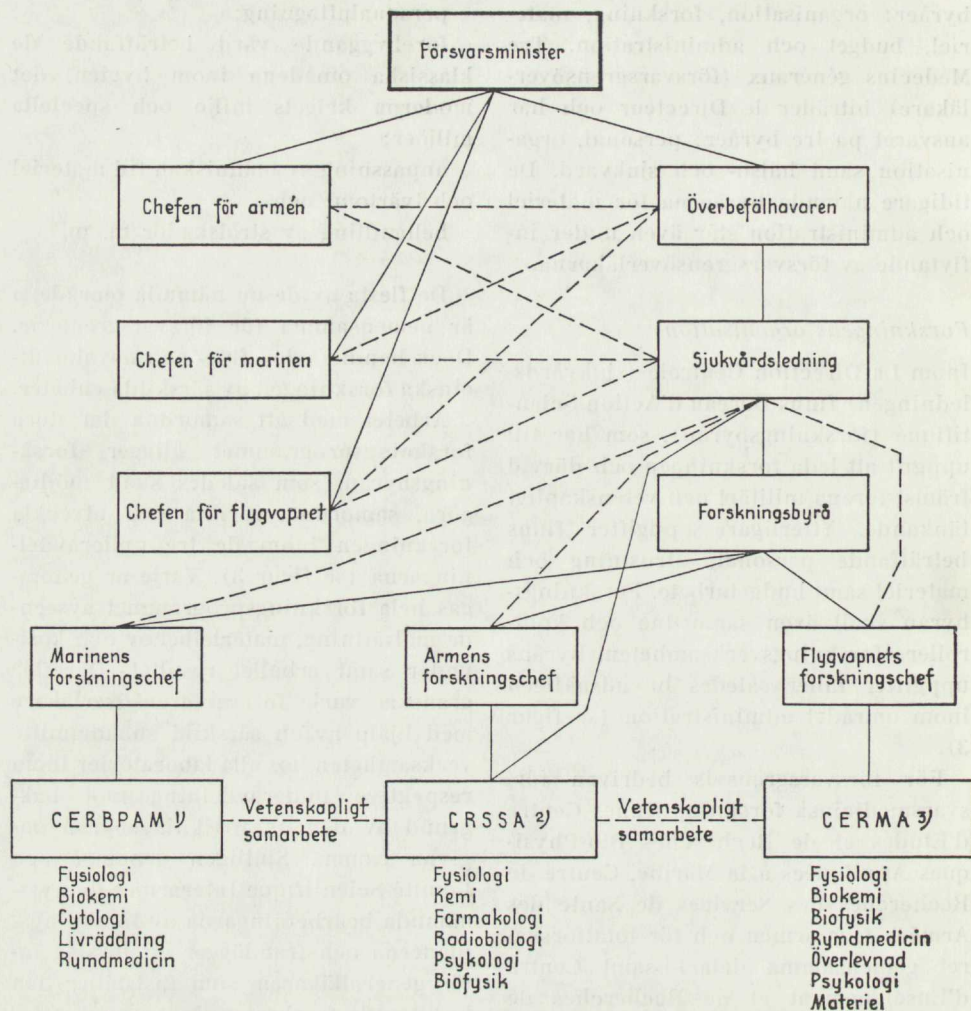 Försvarsminister
Chefen för armén
Överbefälhavaren
Chefen för marinen
Sjukvårdsledning
Chefen för flygvapnet
Forskningsbyrå
Marinens
forskningschef
Armé'ns
forskningschef
Flygvapnets
forskningschef
CERBPAM 1)
Vetenskapligt
samarbete
CRSSA 2)
Vetenskapligt
samarbete
CERMA 3)
Fysiologi
Biokemi
Cytologi
Livräddning
Rymdmedicin
Fysiologi
Kemi
Farmakologi
Radiobiologi
Psykologi
Biofysik
Fysiologi
Biokemi
Biofysik
Rymdmedicin
Överlevnad
Psykologi
Materiel